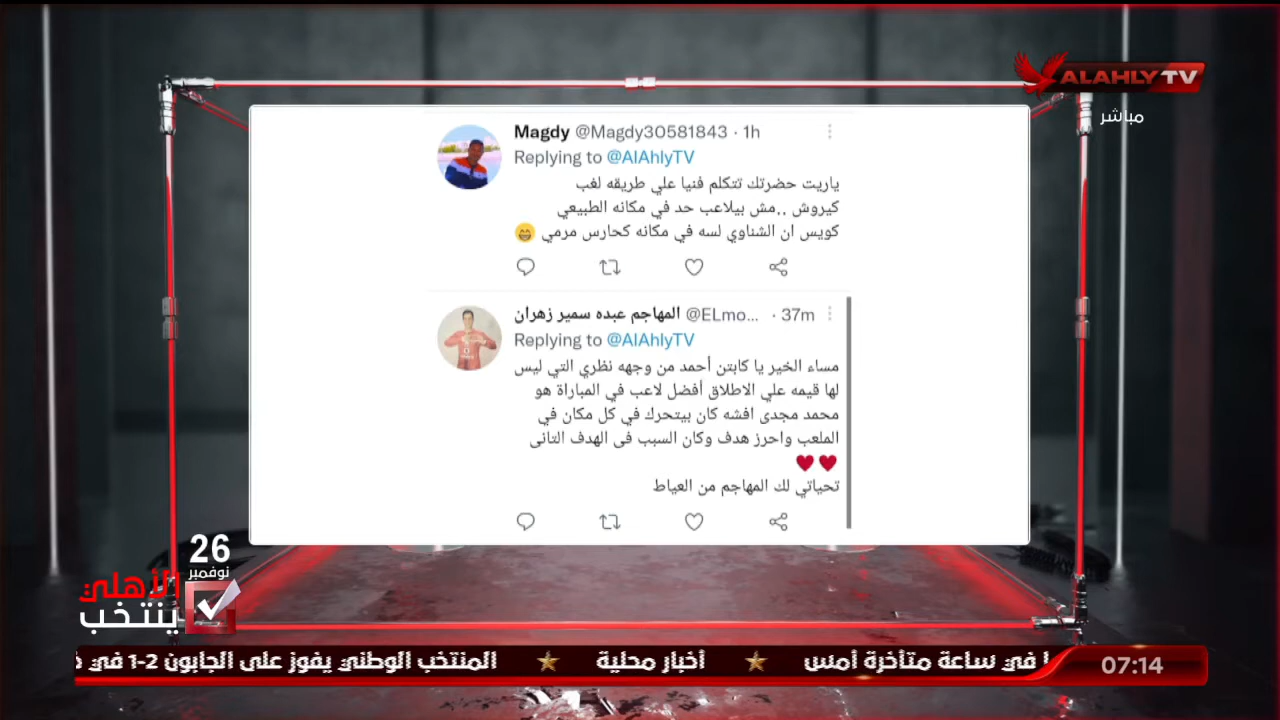 ALAHLY TV
مباشر
Magdy @Magdy30581843 · 1h
Replying to @AlAhlyTV
ياريت حضرتك تتكلم فنيا علي طريقه لغب
كيروش ,,مش بيلاعب حد في مكانه الطبيعي
كويس ان الشناوي لسه في مكانه كحارس مرمي 😁
المهاجم عبده سمير زهران @ELmo... · 37m
Replying to @AlAhlyTV
مساء الخير يا كابتن أحمد من وجهه نظري التي ليس
لها قيمه علي الاطلاق أفضل لاعب في المباراة هو
محمد مجدى افشه كان بيتحرك في كل مكان في
الملعب واحرز هدف وكان السبب فى الهدف التانى
♥♥
تحياتي لك المهاجم من العياط
26
نوفمبر
الأهلي
ينتخب
ا في ساعة متأخرة أمس ★ أخبار محلية ★ المنتخب الوطني يفوز على الجابون 2-1 في
07:14